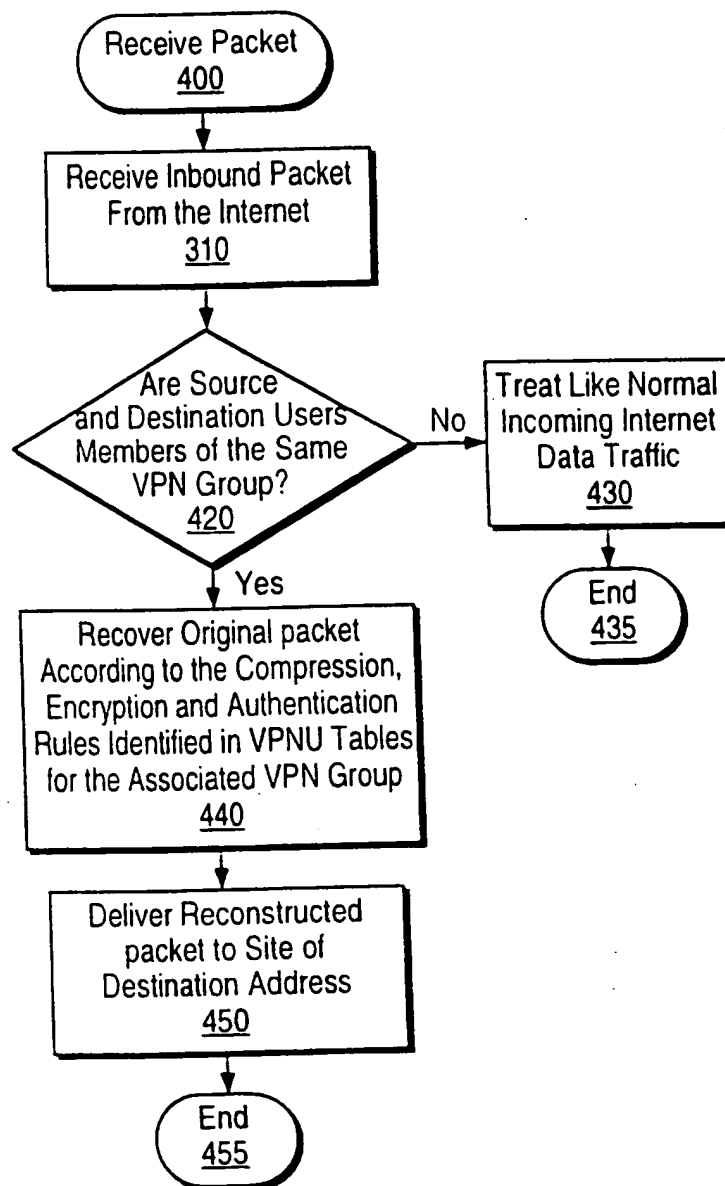 Receive Packet
400
Receive Inbound Packet
From the Internet
310
Are Source
and Destination Users
Members of the Same
VPN Group?
420
No
Treat Like Normal
Incoming Internet
Data Traffic
430
End
435
Yes
Recover Original packet
According to the Compression,
Encryption and Authentication
Rules Identified in VPNU Tables
for the Associated VPN Group
440
Deliver Reconstructed
packet to Site of
Destination Address
450
End
455